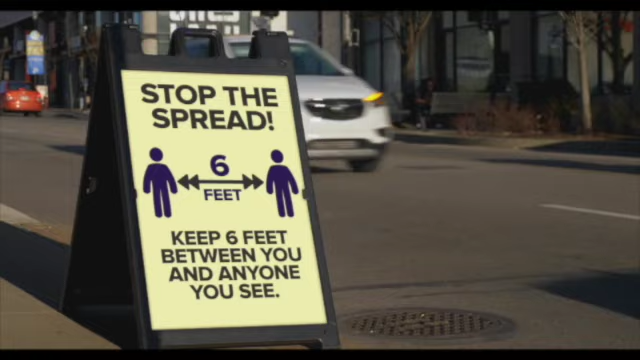 STOP THE
SPREAD!
6
FEET
KEEP 6 FEET
BETWEEN YOU
AND ANYONE
YOU SEE.